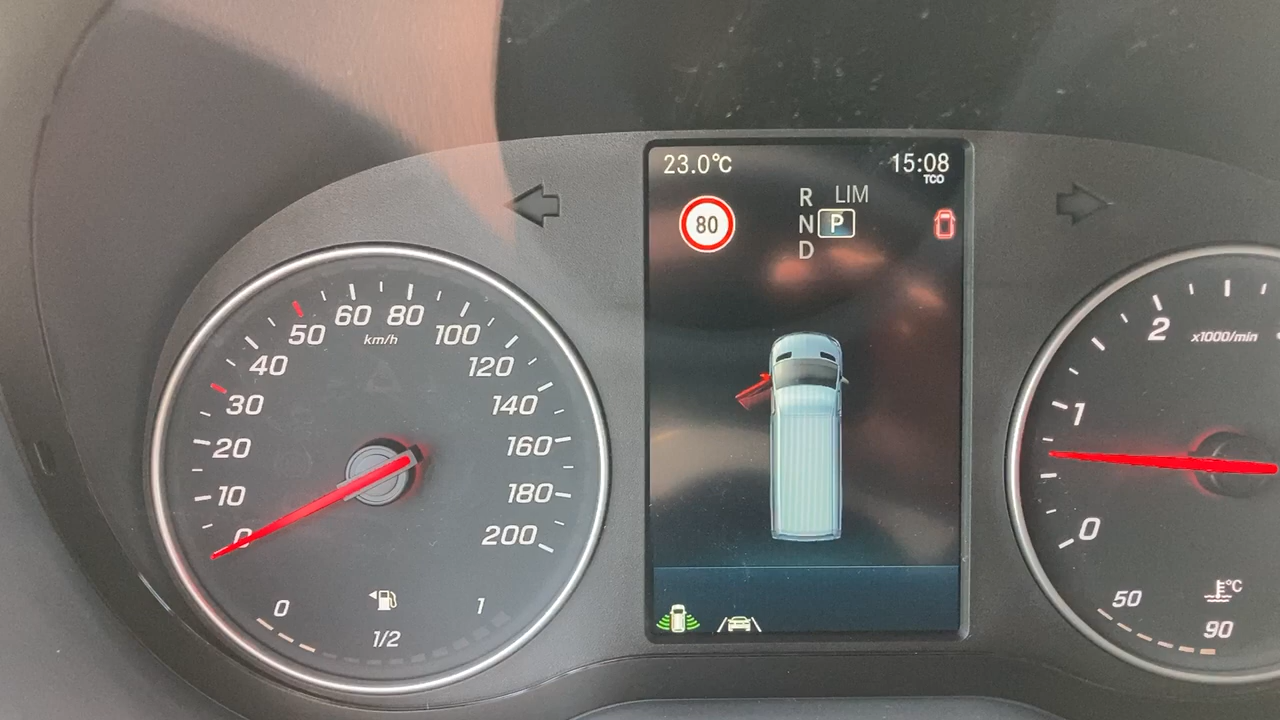 23.0°C
15:08
TCO
80
R LIM
N P
D
60 80
50 km/h 100
40 120
30 140
20 160
10 180
0 200
0 1
1/2
2 x1000/min
1
0
50 °C
90